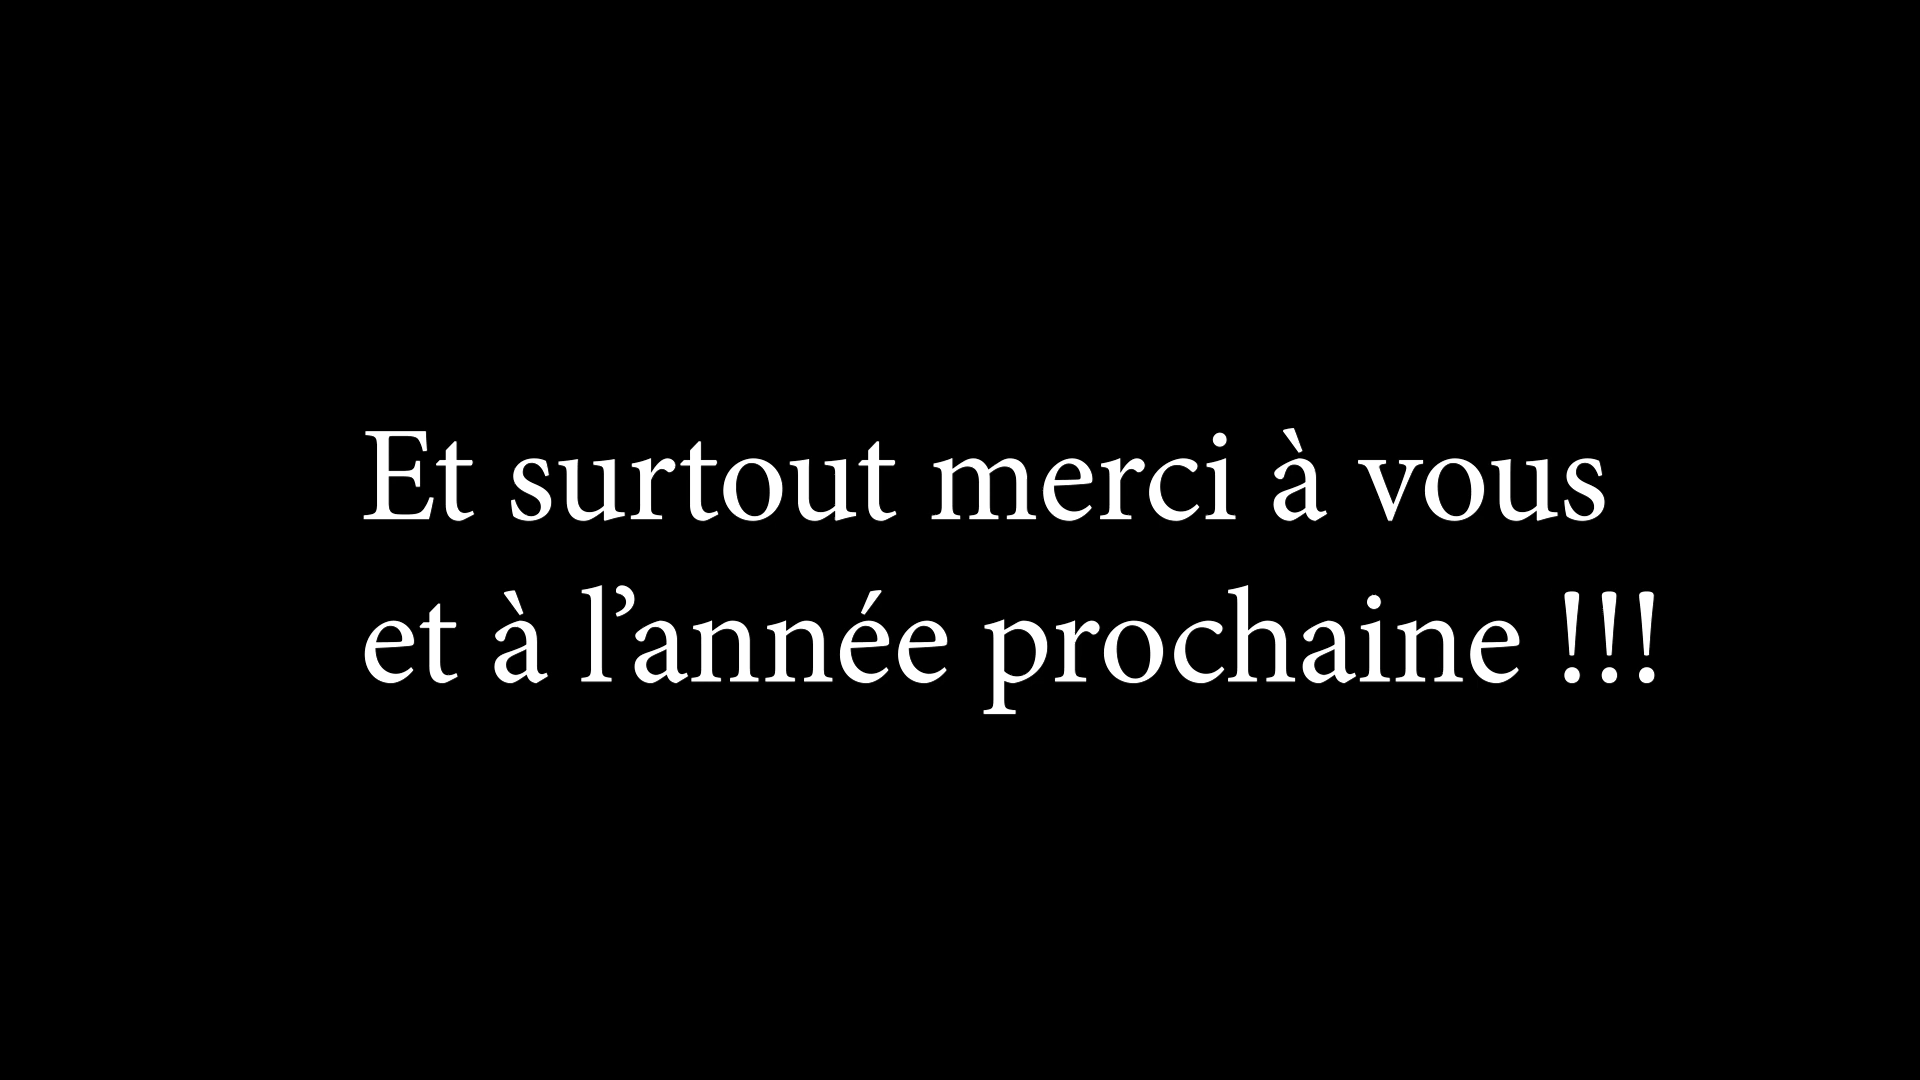 Et surtout merci à vous
et à l’année prochaine !!!